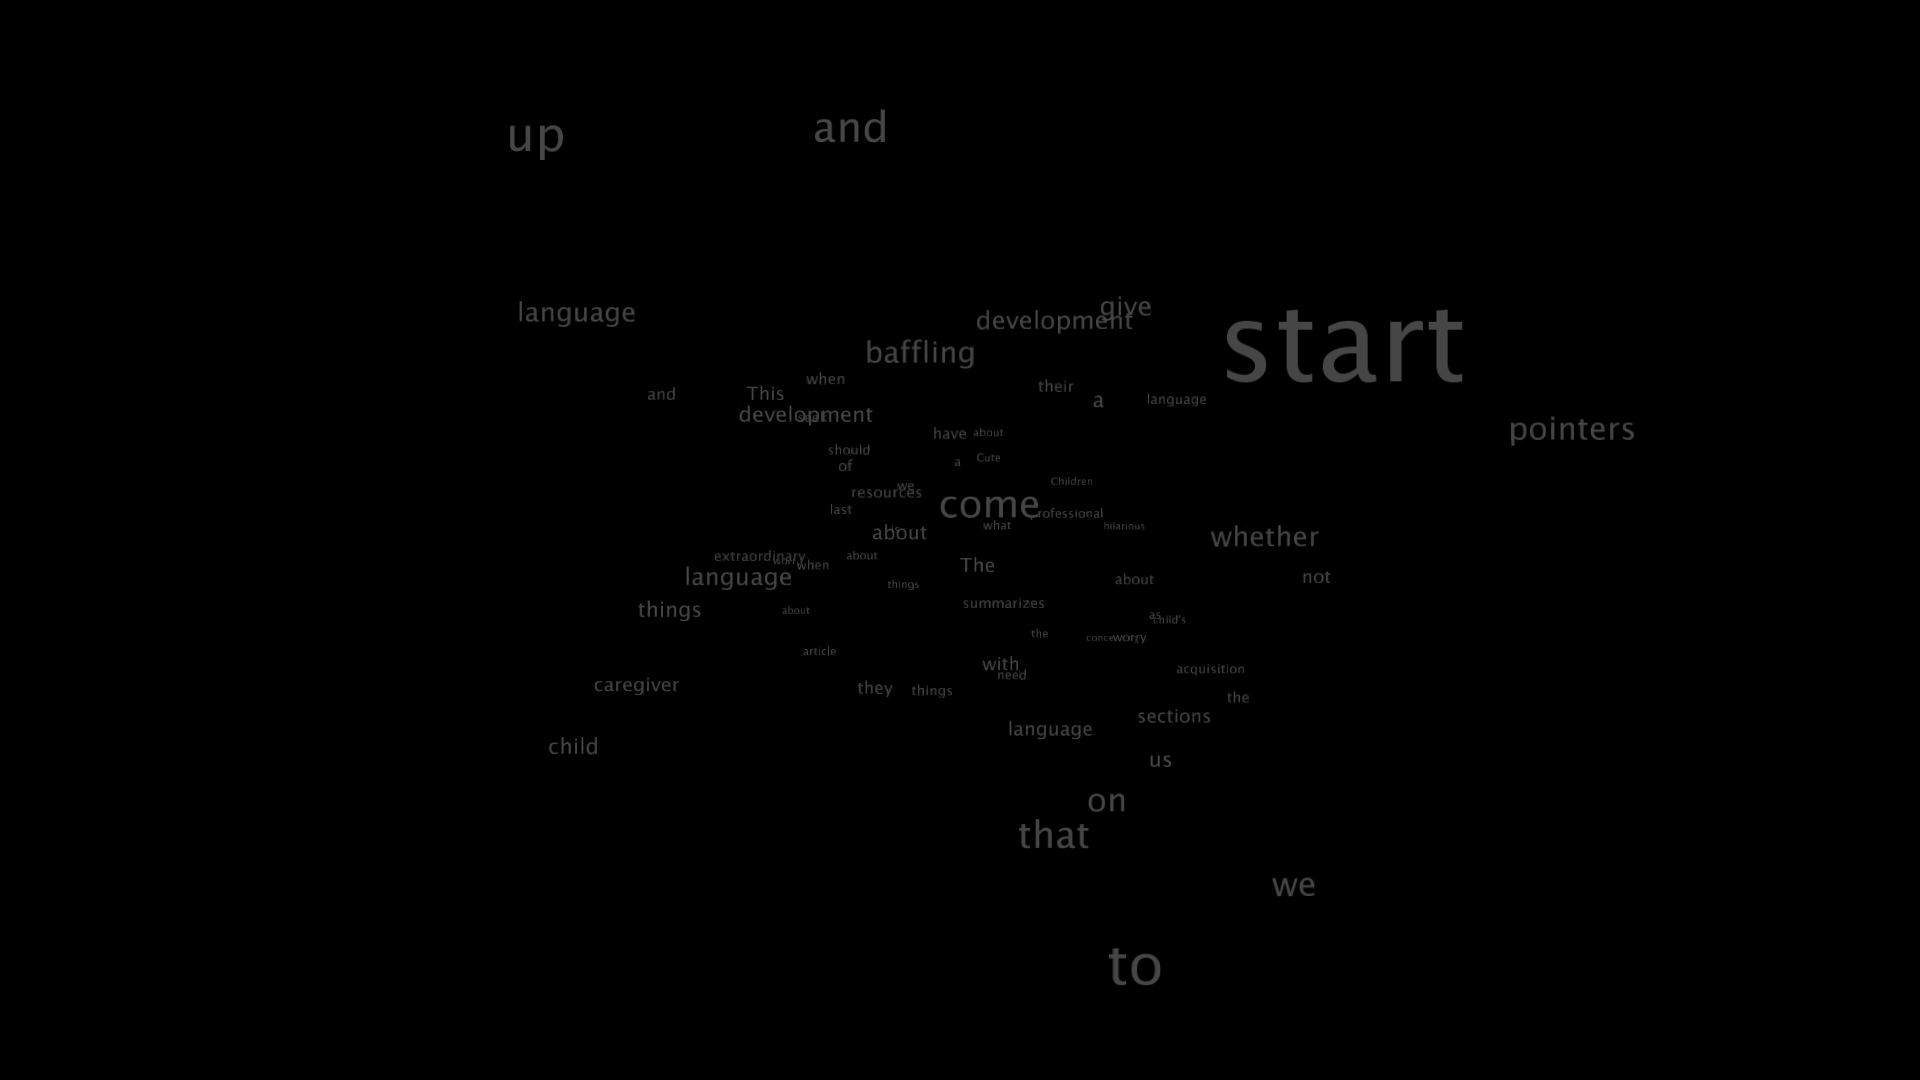 and
up
give
language
development
start
baffling
when
their
This
and
a
language
development
seek
pointers
have
about
should
Cute
a
of
Children
we
resources
come
last
professional
what
hilarious
is
about
whether
extraordinary
about
worry
when
The
language
not
about
things
summarizes
things
about
as
child's
the
worry
article
with
acquisition
need
caregiver
they
things
the
sections
language
child
us
on
that
we
to